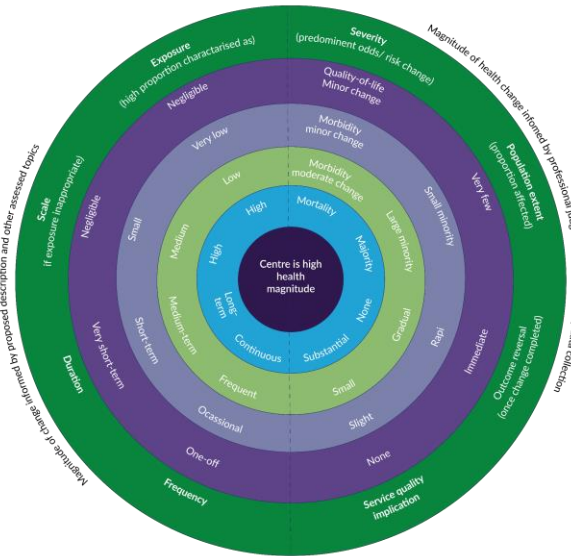 Magnitude of change informed by proposed description and other assessed topics
Magnitude of health change infomed by professional
collection
Exposure
(high proportion charactarised as)
Severity
(predominent odds/ risk change)
Scale
if exposure inappropriate)
Population extent
(proportion affected)
Duration
Outcome reversal
(once change completed)
Frequency
Service quality
implication
Negligible
Quality-of-life
Minor change
Negligible
Very few
Very short-term
Immediate
One-off
None
Very low
Morbidity
minor change
Small
Small minority
Short-term
Rapi
Ocassional
Slight
Low
Morbidity
moderate change
Medium
Large minority
Medium-term
Gradual
Frequent
Small
High
Mortality
High
Majority
Long-
term
None
Continuous
Substantial
Centre is high
health
magnitude